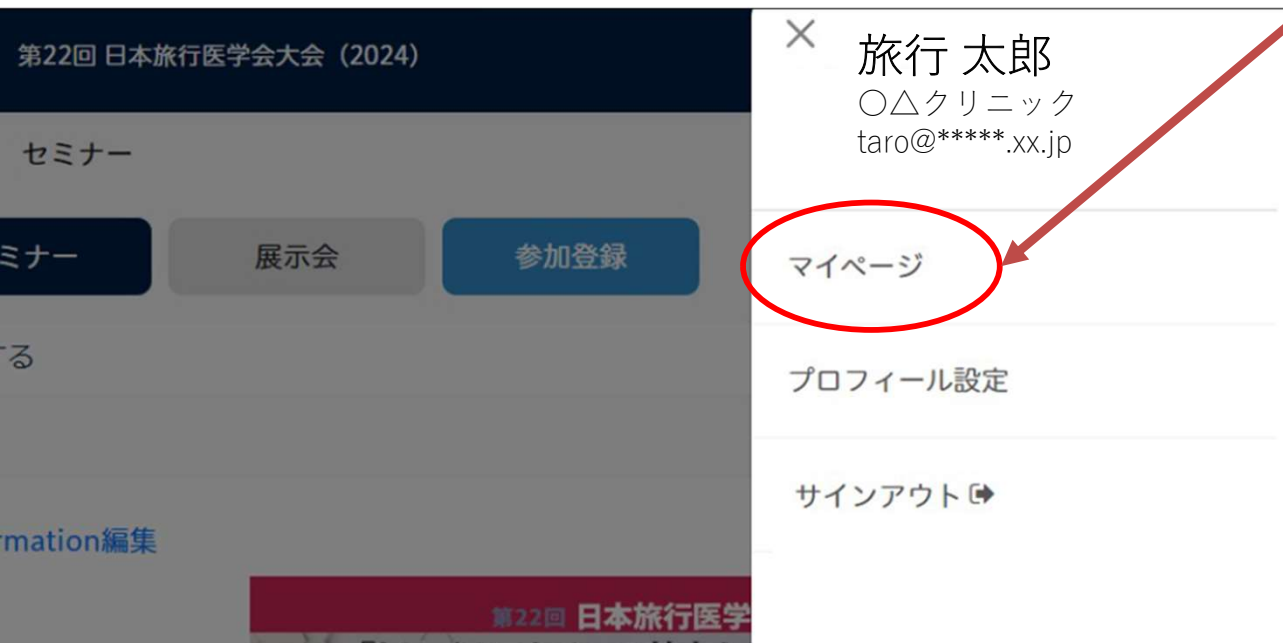 第22回 日本旅行医学会大会（2024）
セミナー
ミナー
展示会
参加登録
する
rmation編集
第22回 日本旅行医学
旅行 太郎
○△クリニック
taro@*****.xx.jp
マイページ
プロフィール設定
サインアウト